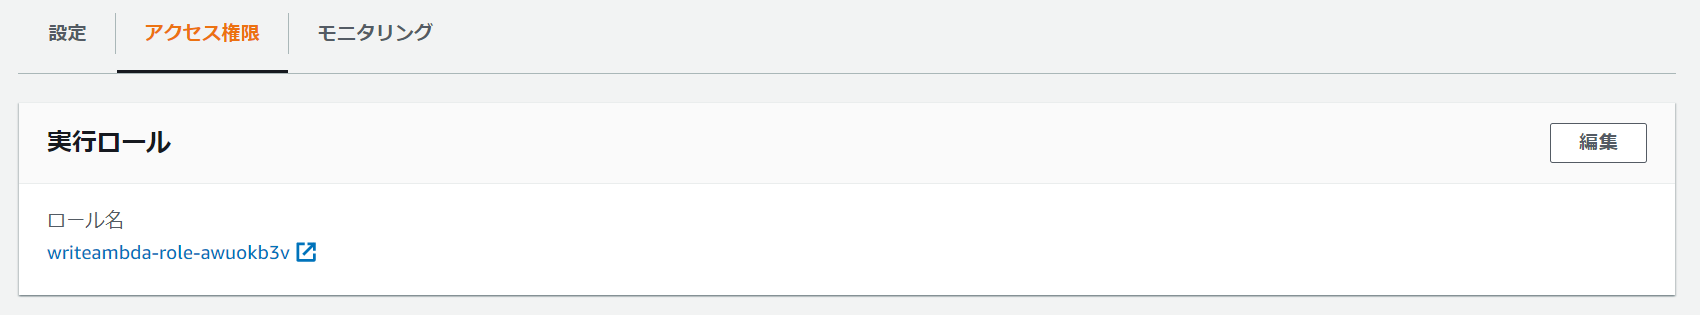 設定 アクセス権限 モニタリング
実行ロール 編集
ロール名
writeambda-role-awuokb3v